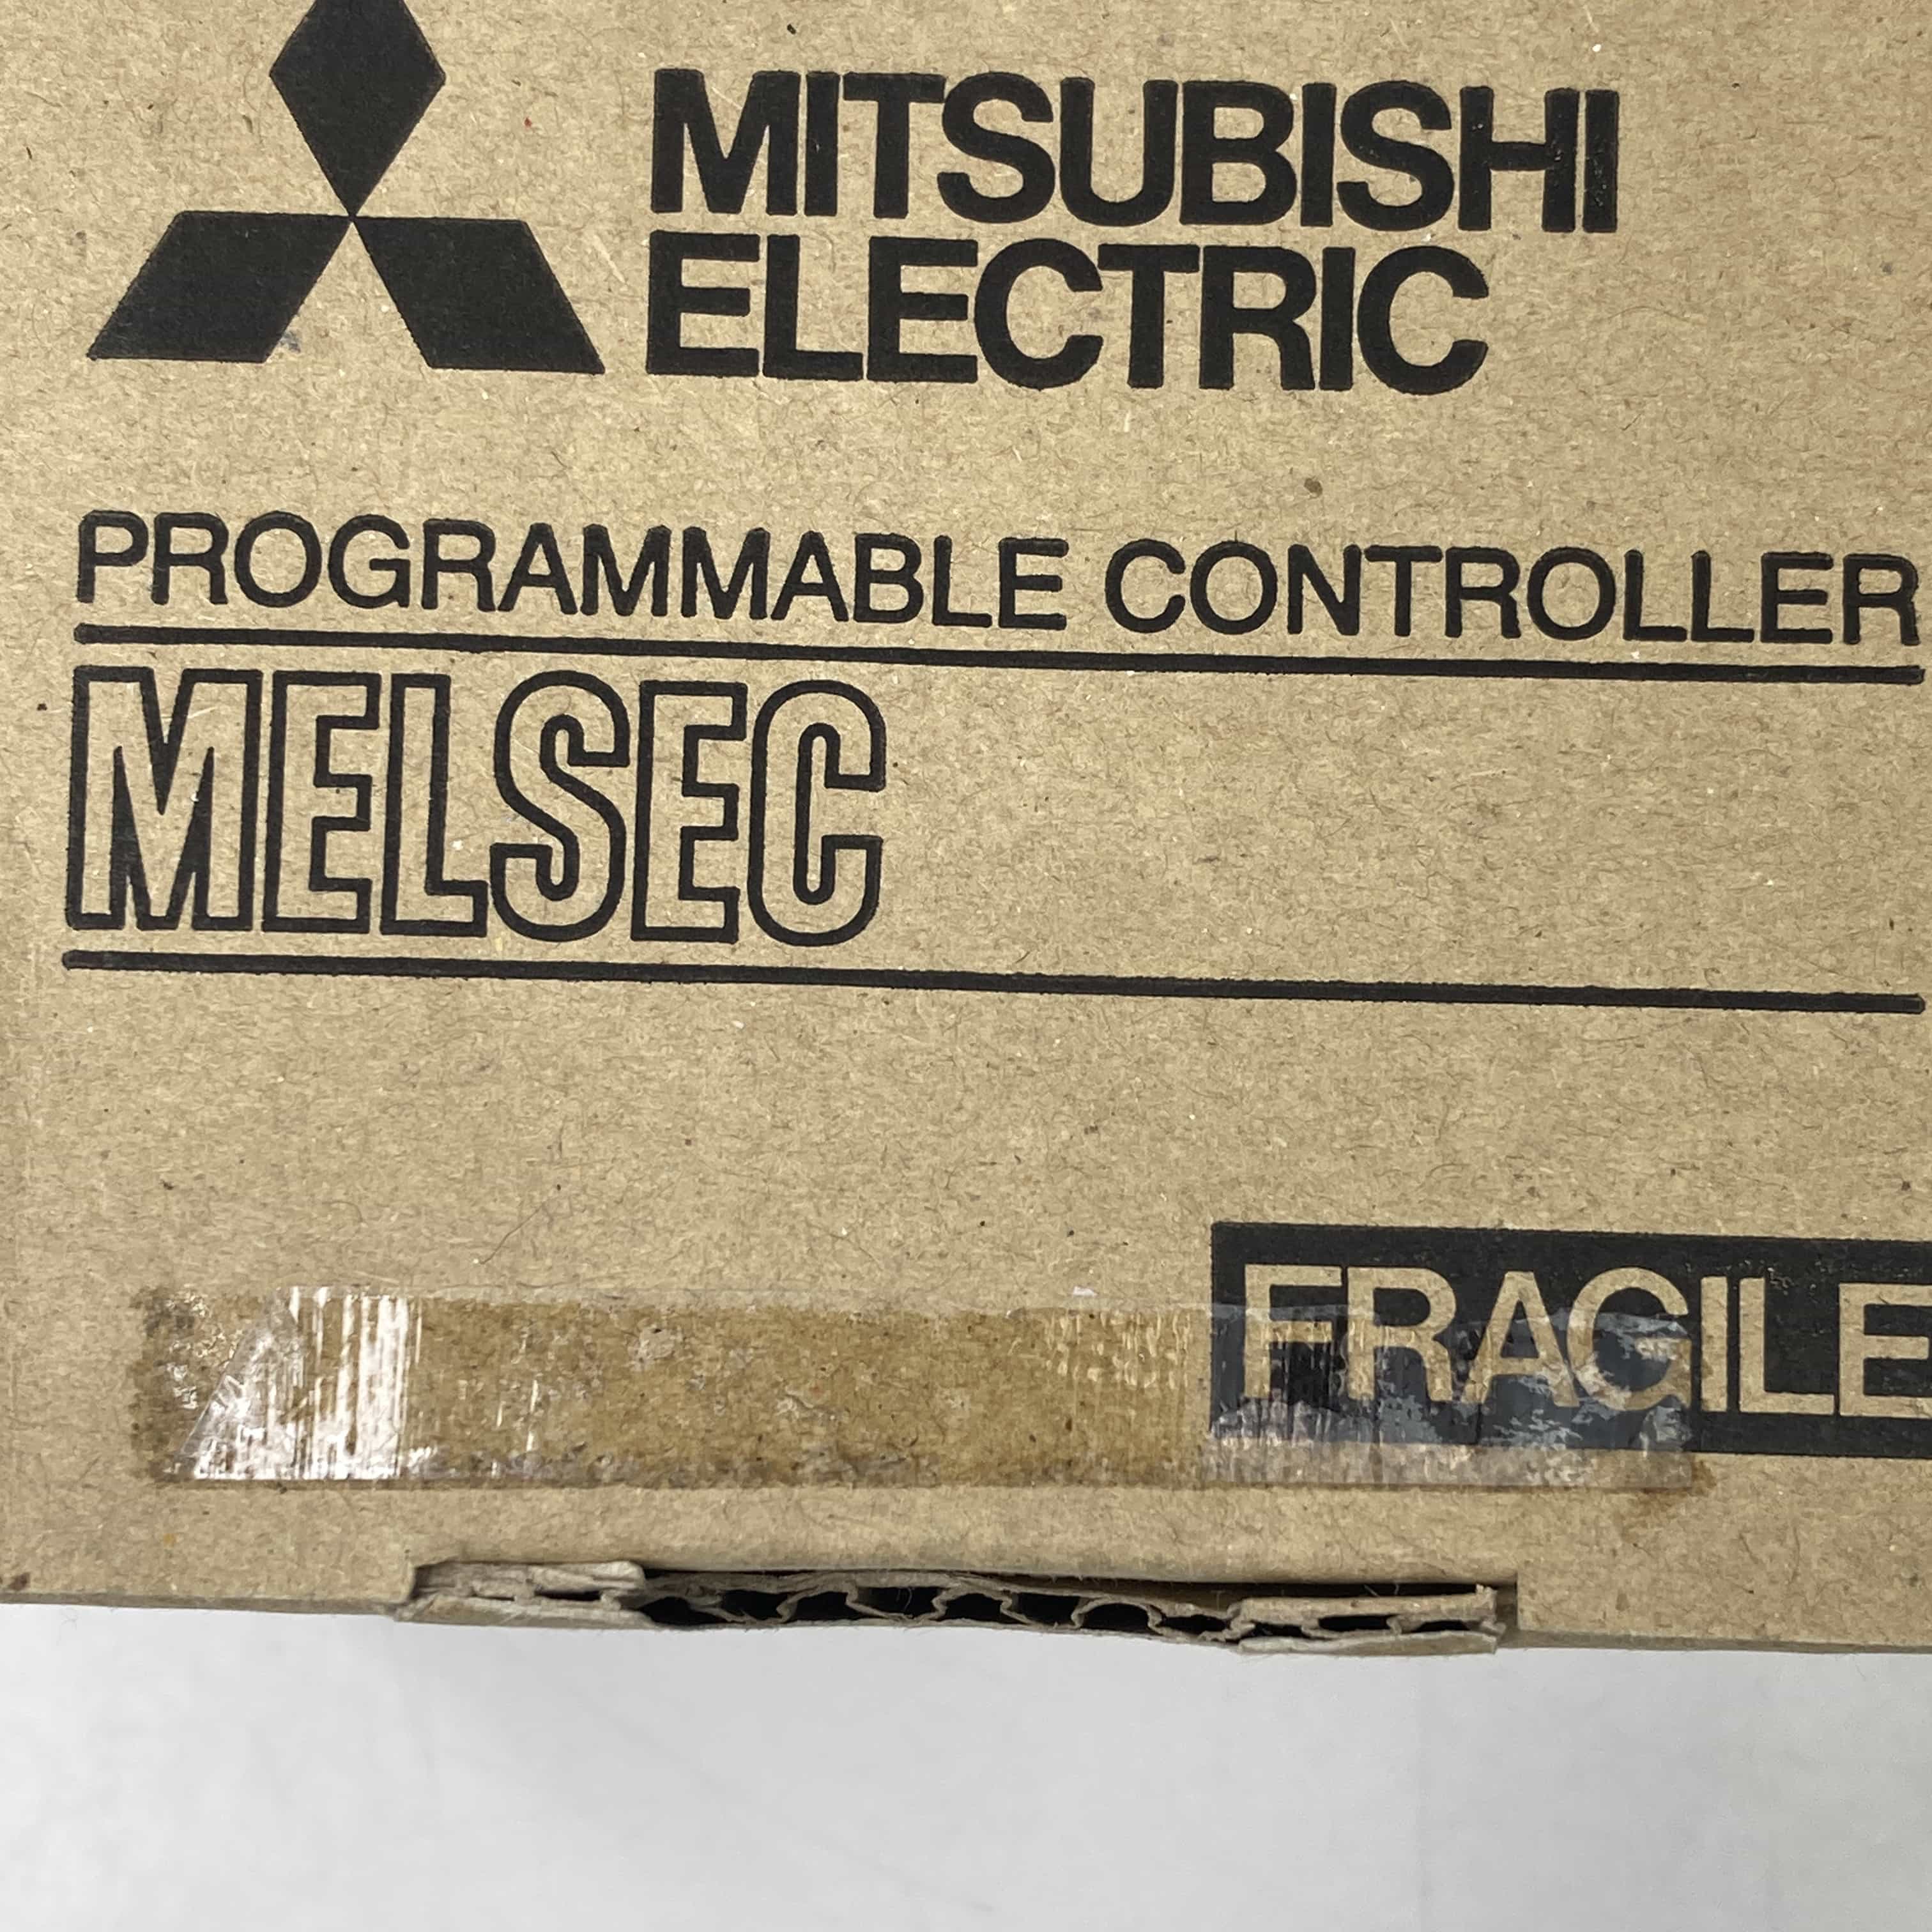 MITSUBISHI
ELECTRIC
PROGRAMMABLE CONTROLLER
MELSEC
FRAGILE